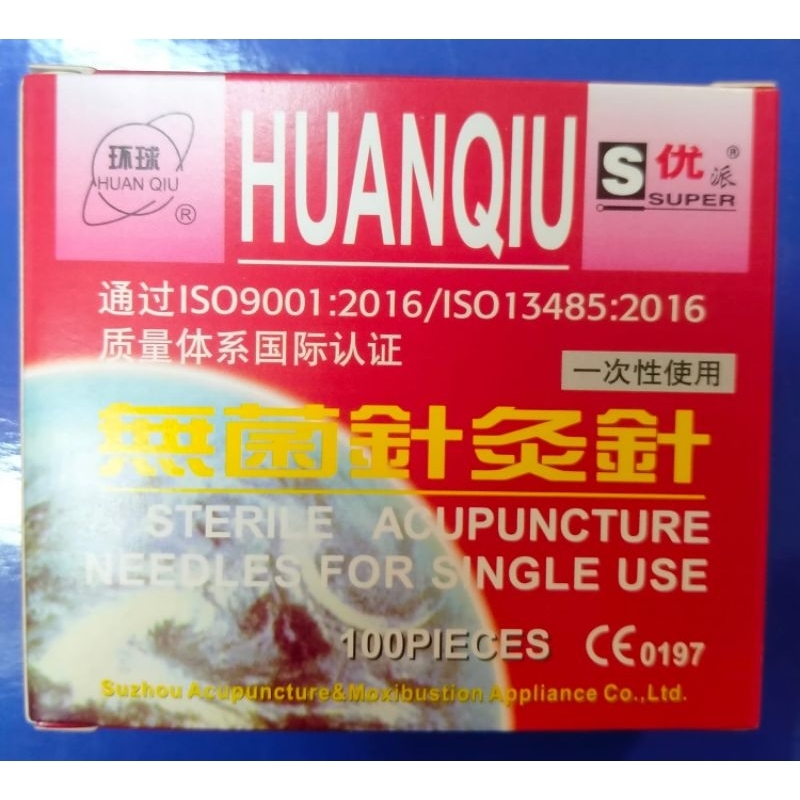 环球
HUAN QIU
®
HUANQIU
S 优派®
SUPER
通过ISO9001:2016/ISO13485:2016
质量体系国际认证
一次性使用
無菌針灸針
STERILE ACUPUNCTURE
NEEDLES FOR SINGLE USE
100PIECES CE0197
Suzhou Acupuncture&Moxibustion Appliance Co.,Ltd.